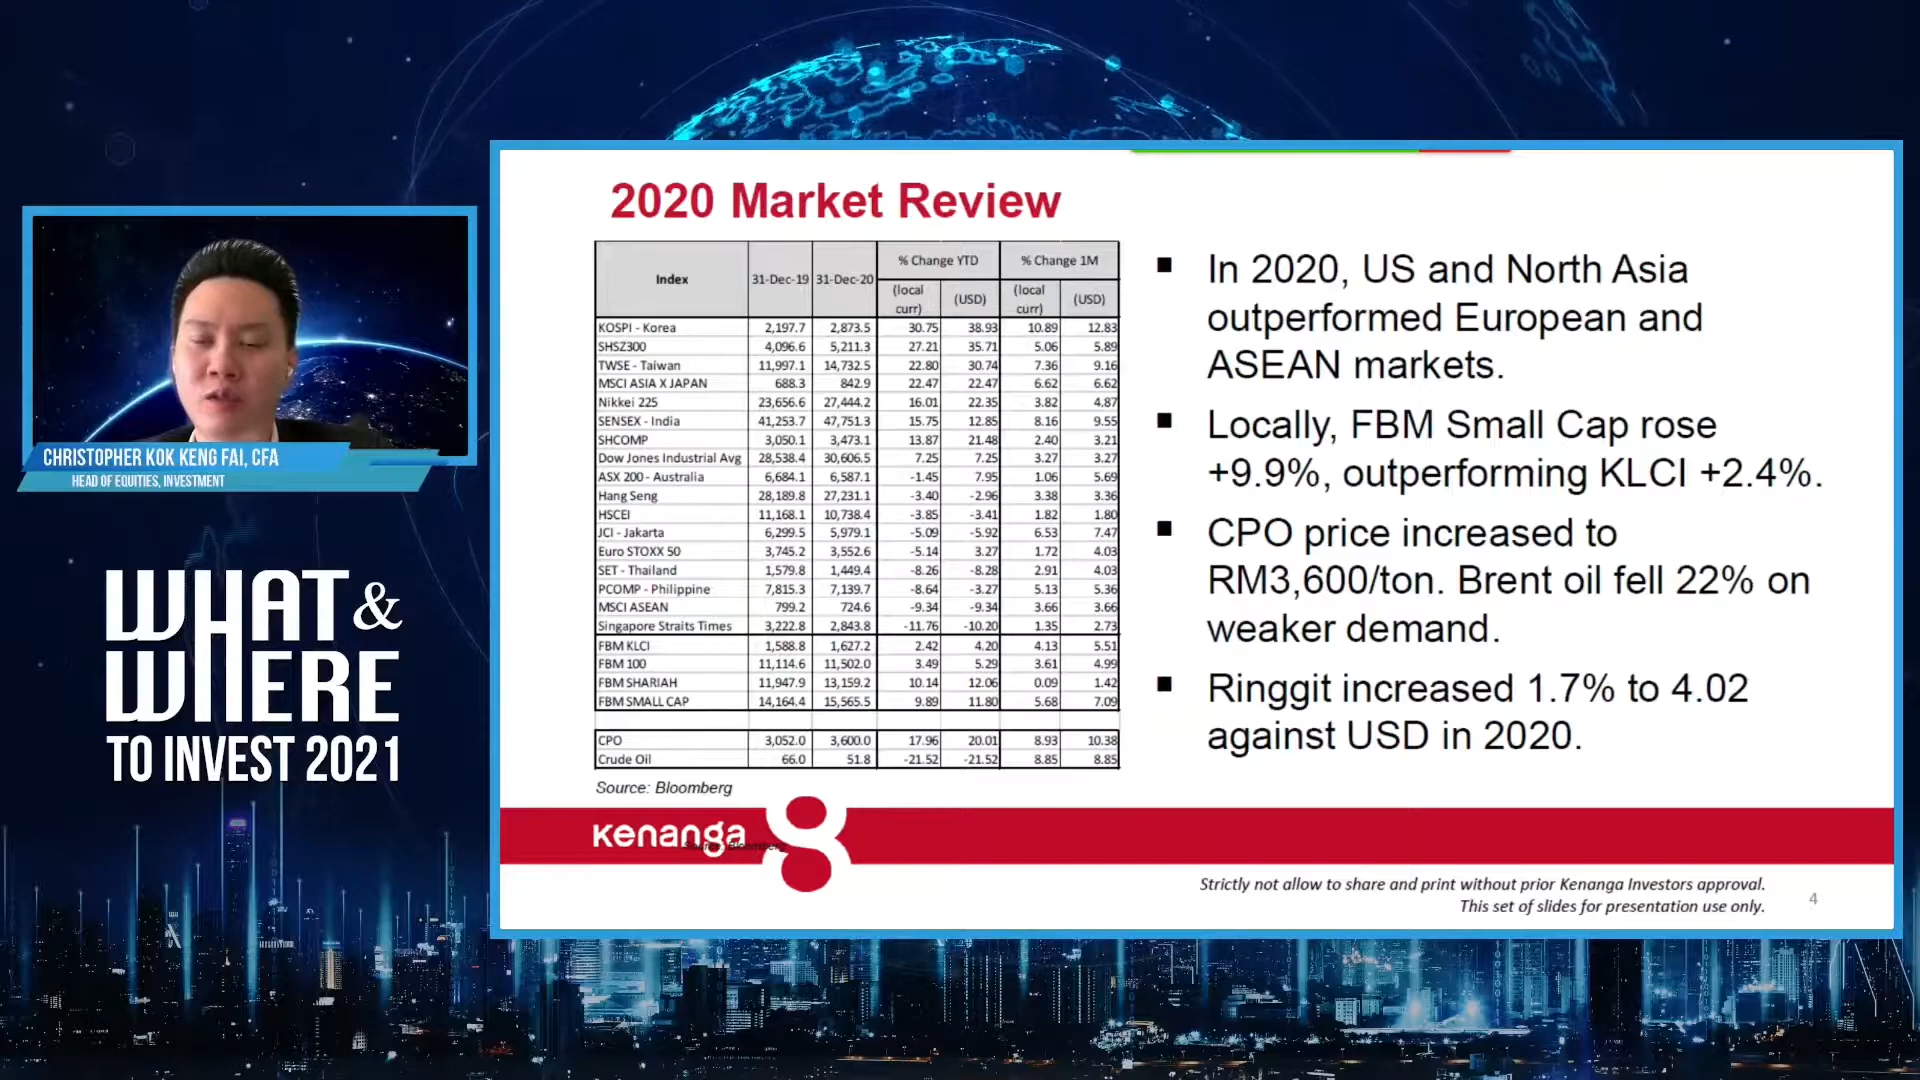 CHRISTOPHER KOK KENG FAI, CFA
HEAD OF EQUITIES, INVESTMENT
WHAT &
WHERE
TO INVEST 2021
2020 Market Review
Index 31-Dec-19 31-Dec-20 % Change YTD % Change 1M
(local curr) (USD) (local curr) (USD)
KOSPI - Korea 2,197.7 2,873.5 30.75 38.93 10.89 12.83
SHSZ300 4,096.6 5,211.3 27.21 35.71 5.06 5.89
TWSE - Taiwan 11,997.1 14,732.5 22.80 30.74 7.36 9.16
MSCI ASIA X JAPAN 688.3 842.9 22.47 22.47 6.62 6.62
Nikkei 225 23,656.6 27,444.2 16.01 22.35 3.82 4.87
SENSEX - India 41,253.7 47,751.3 15.75 12.85 8.16 9.55
SHCOMP 3,050.1 3,473.1 13.87 21.48 2.40 3.21
Dow Jones Industrial Avg 28,538.4 30,606.5 7.25 7.25 3.27 3.27
ASX 200 - Australia 6,684.1 6,587.1 -1.45 7.95 1.06 5.69
Hang Seng 28,189.8 27,231.1 -3.40 -2.96 3.38 3.36
HSCEI 11,168.1 10,738.4 -3.85 -3.41 1.82 1.80
JCI - Jakarta 6,299.5 5,979.1 -5.09 -5.92 6.53 7.47
Euro STOXX 50 3,745.2 3,552.6 -5.14 3.27 1.72 4.03
SET - Thailand 1,579.8 1,449.4 -8.26 -8.28 2.91 4.03
PCOMP - Philippine 7,815.3 7,139.7 -8.64 -3.27 5.13 5.36
MSCI ASEAN 799.2 724.6 -9.34 -9.34 3.66 3.66
Singapore Straits Times 3,222.8 2,843.8 -11.76 -10.20 1.35 2.73
FBM KLCI 1,588.8 1,627.2 2.42 4.20 4.13 5.51
FBM 100 11,114.6 11,502.0 3.49 5.29 3.61 4.99
FBM SHARIAH 11,947.9 13,159.2 10.14 12.06 0.09 1.42
FBM SMALL CAP 14,164.4 15,565.5 9.89 11.80 5.68 7.09
CPO 3,052.0 3,600.0 17.96 20.01 8.93 10.38
Crude Oil 66.0 51.8 -21.52 -21.52 8.85 8.85
Source: Bloomberg
■ In 2020, US and North Asia
outperformed European and
ASEAN markets.
■ Locally, FBM Small Cap rose
+9.9%, outperforming KLCI +2.4%.
■ CPO price increased to
RM3,600/ton. Brent oil fell 22% on
weaker demand.
■ Ringgit increased 1.7% to 4.02
against USD in 2020.
kenanga
Source: Bloomberg
Strictly not allow to share and print without prior Kenanga Investors approval.
This set of slides for presentation use only.
4